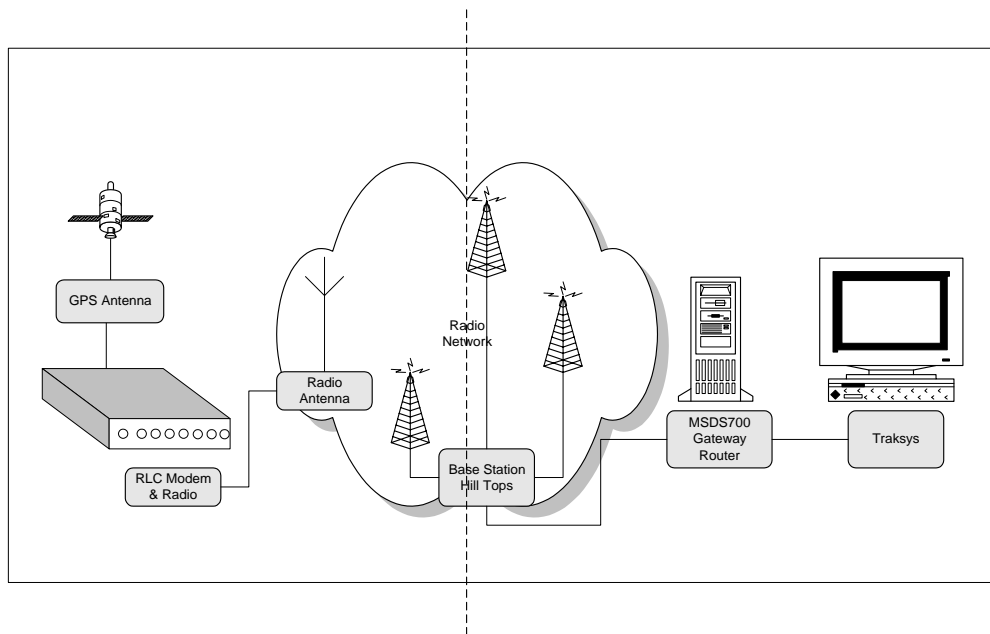 GPS Antenna
Radio
Network
Radio
Antenna
MSDS700
Gateway
Router
Traksys
RLC Modem
& Radio
Base Station
Hill Tops